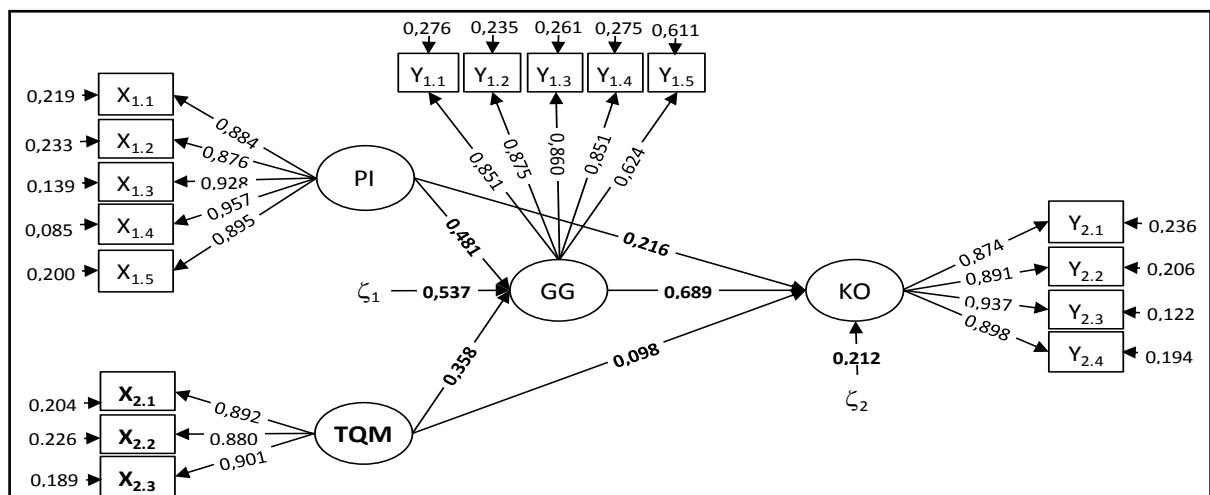 0,276 0,235 0,261 0,275 0,611
Y1.1 Y1.2 Y1.3 Y1.4 Y1.5
0,219 X1.1
0,233 X1.2
0,139 X1.3
0,085 X1.4
0,200 X1.5
0,884
0,876
0,928
0,957
0,895
PI
0,851 0,875 0,860 0,851 0,624
0,481
0,216
ζ1 0,537 GG 0,689 KO
0,358
0,098
0,874
0,891
0,937
0,898
Y2.1 0,236
Y2.2 0,206
Y2.3 0,122
Y2.4 0,194
0,212
ζ2
0,204 X2.1
0,226 X2.2
0,189 X2.3
0,892
0.880
0,901
TQM